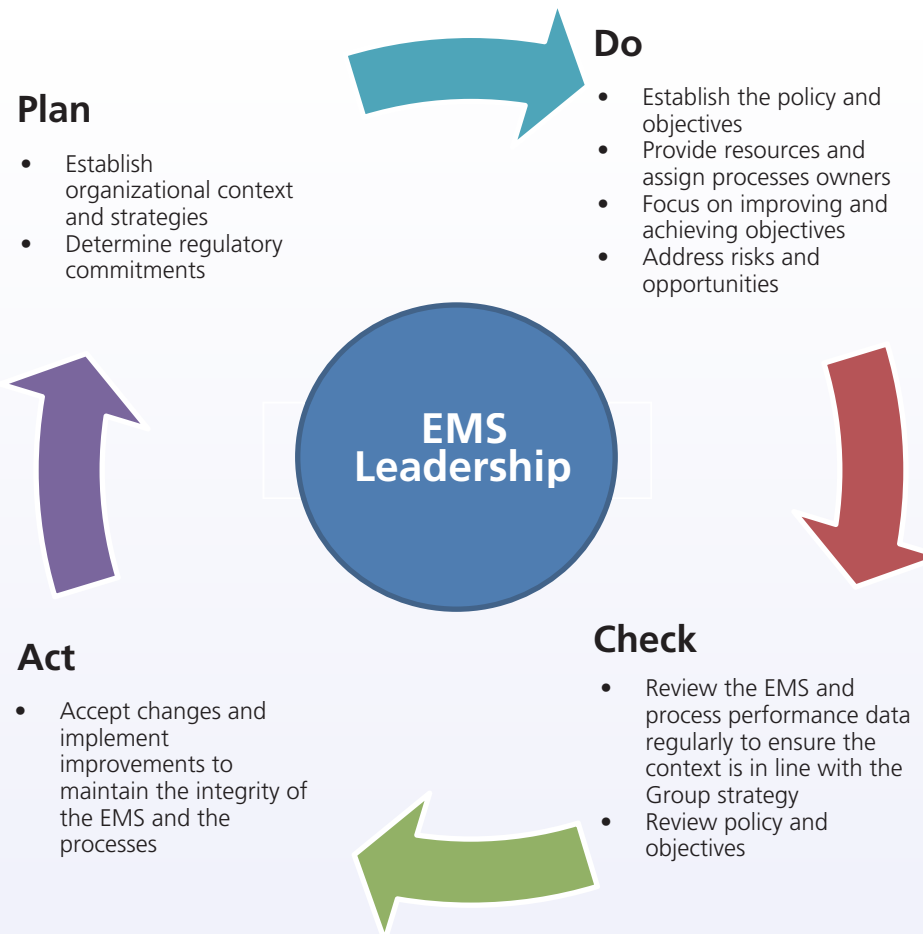 Plan
• Establish
organizational context
and strategies
• Determine regulatory
commitments
Do
• Establish the policy and
objectives
• Provide resources and
assign processes owners
• Focus on improving and
achieving objectives
• Address risks and
opportunities
EMS
Leadership
Act
• Accept changes and
implement
improvements to
maintain the integrity of
the EMS and the
processes
Check
• Review the EMS and
process performance data
regularly to ensure the
context is in line with the
Group strategy
• Review policy and
objectives